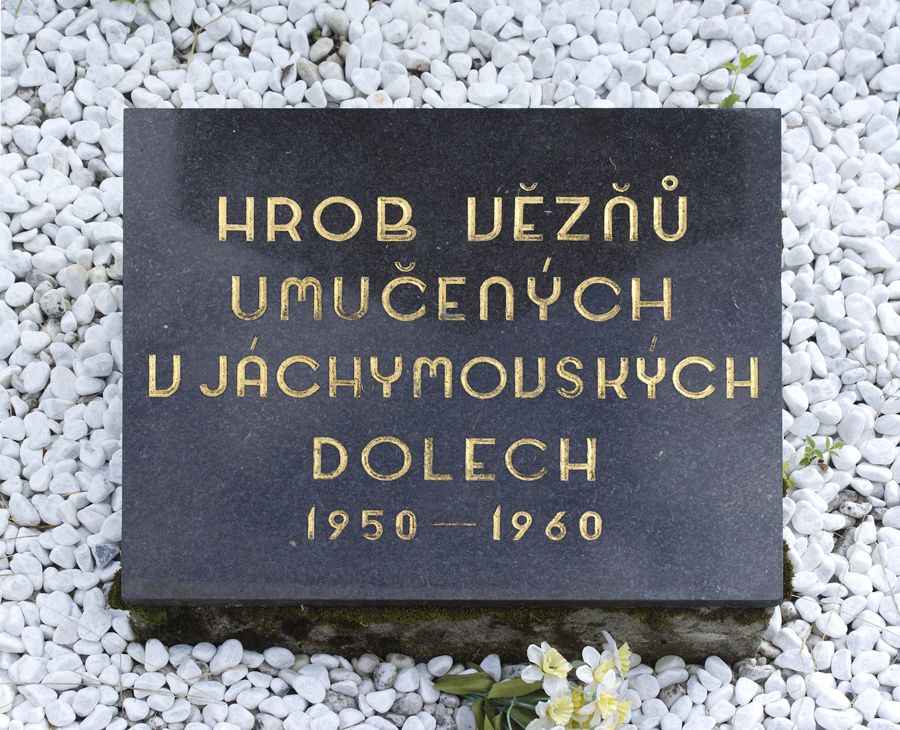 HROB VĚZŇŮ
UMUČENÝCH
V JÁCHYMOVSKÝCH
DOLECH
1950 — 1960